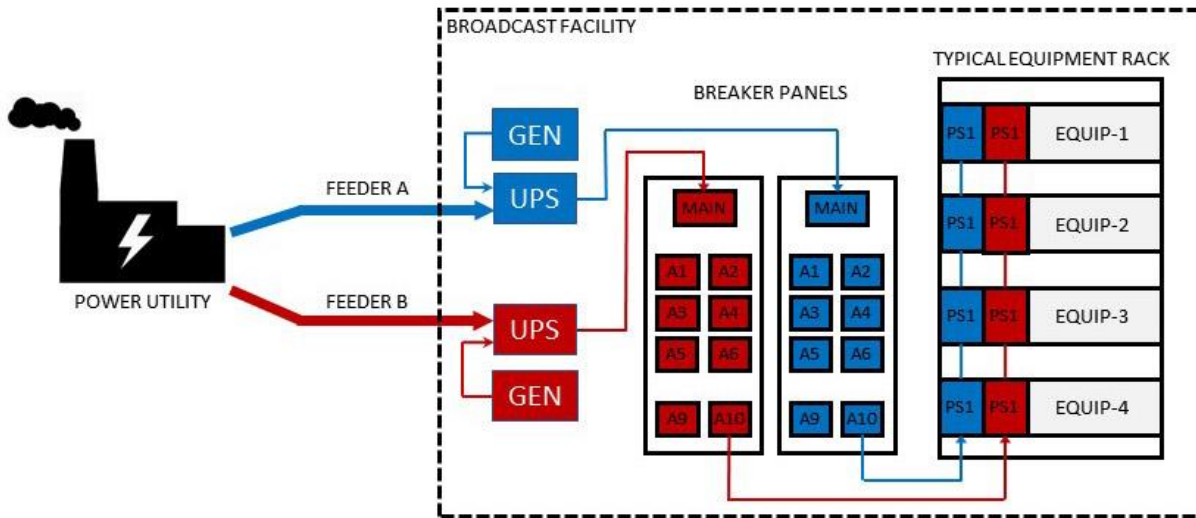 BROADCAST FACILITY
TYPICAL EQUIPMENT RACK
BREAKER PANELS
GEN
UPS
FEEDER A
POWER UTILITY
FEEDER B
UPS
GEN
MAIN
A1 A2
A3 A4
A5 A6
A9 A10
MAIN
A1 A2
A3 A4
A5 A6
A9 A10
PS1 PS1 EQUIP-1
PS1 PS1 EQUIP-2
PS1 PS1 EQUIP-3
PS1 PS1 EQUIP-4